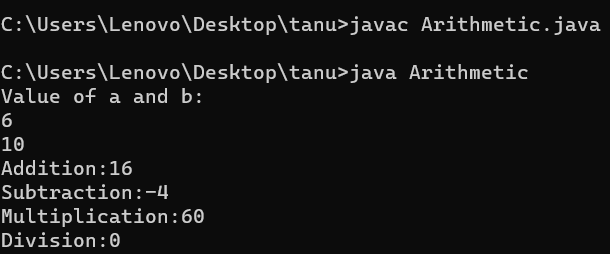 C:\Users\Lenovo\Desktop\tanu>javac Arithmetic.java
C:\Users\Lenovo\Desktop\tanu>java Arithmetic
Value of a and b:
6
10
Addition:16
Subtraction:-4
Multiplication:60
Division:0